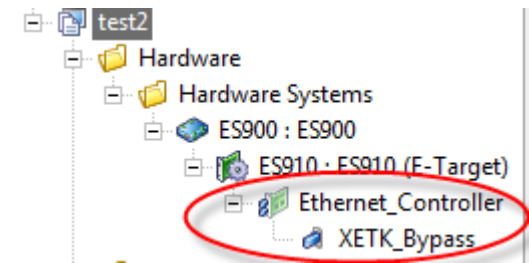 test2
Hardware
Hardware Systems
ES900 : ES900
ES910 : ES910 (E-Target)
Ethernet_Controller
XETK_Bypass